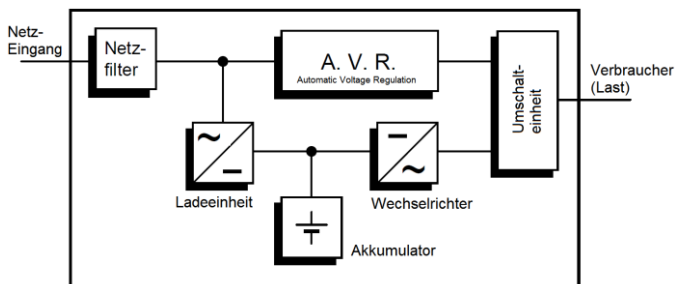 Netz-
Eingang
Netz-
filter
A. V. R.
Automatic Voltage Regulation
Umschalt-
einheit
Verbraucher
(Last)
Ladeeinheit
Wechselrichter
Akkumulator